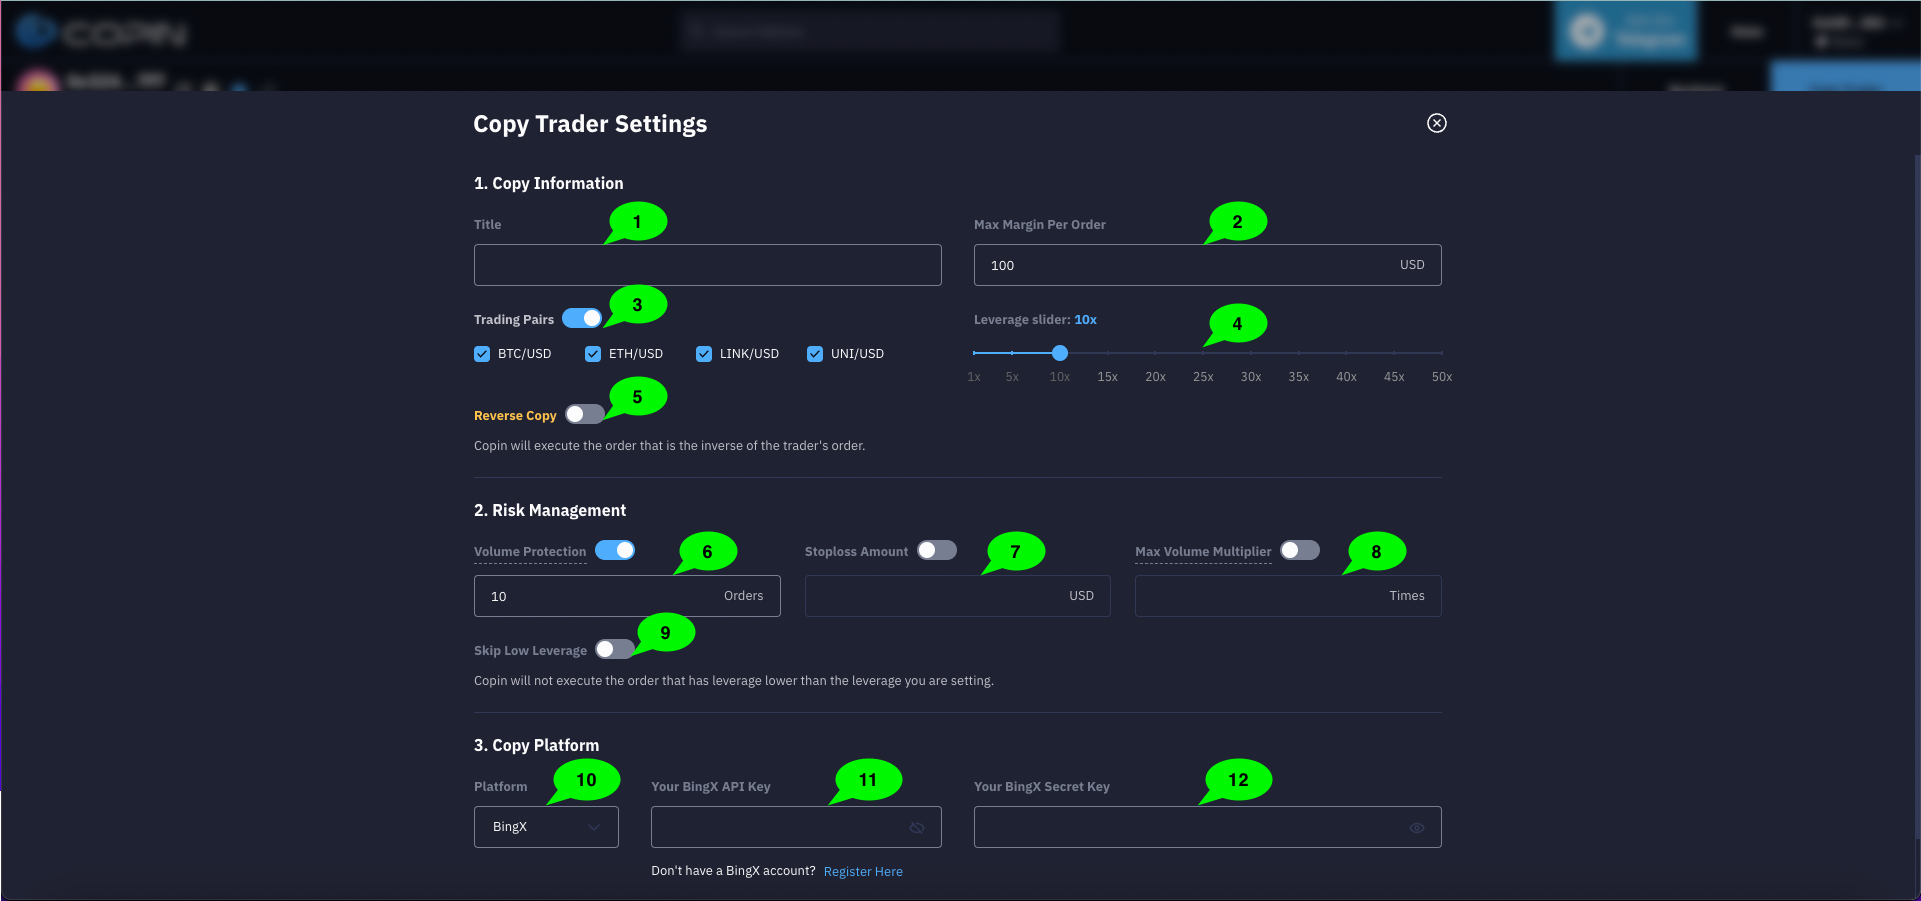 COPIN
Telegram
Copy Trader Settings
1. Copy Information
Title 1 Max Margin Per Order 2
100 USD
Trading Pairs 3 Leverage slider: 10x 4
BTC/USD ETH/USD LINK/USD UNI/USD
1x 5x 10x 15x 20x 25x 30x 35x 40x 45x 50x
Reverse Copy 5
Copin will execute the order that is the inverse of the trader's order.
2. Risk Management
Volume Protection 6 Stoploss Amount 7 Max Volume Multiplier 8
10 Orders USD Times
Skip Low Leverage 9
Copin will not execute the order that has leverage lower than the leverage you are setting.
3. Copy Platform
Platform 10 Your BingX API Key 11 Your BingX Secret Key 12
BingX
Don't have a BingX account? Register Here